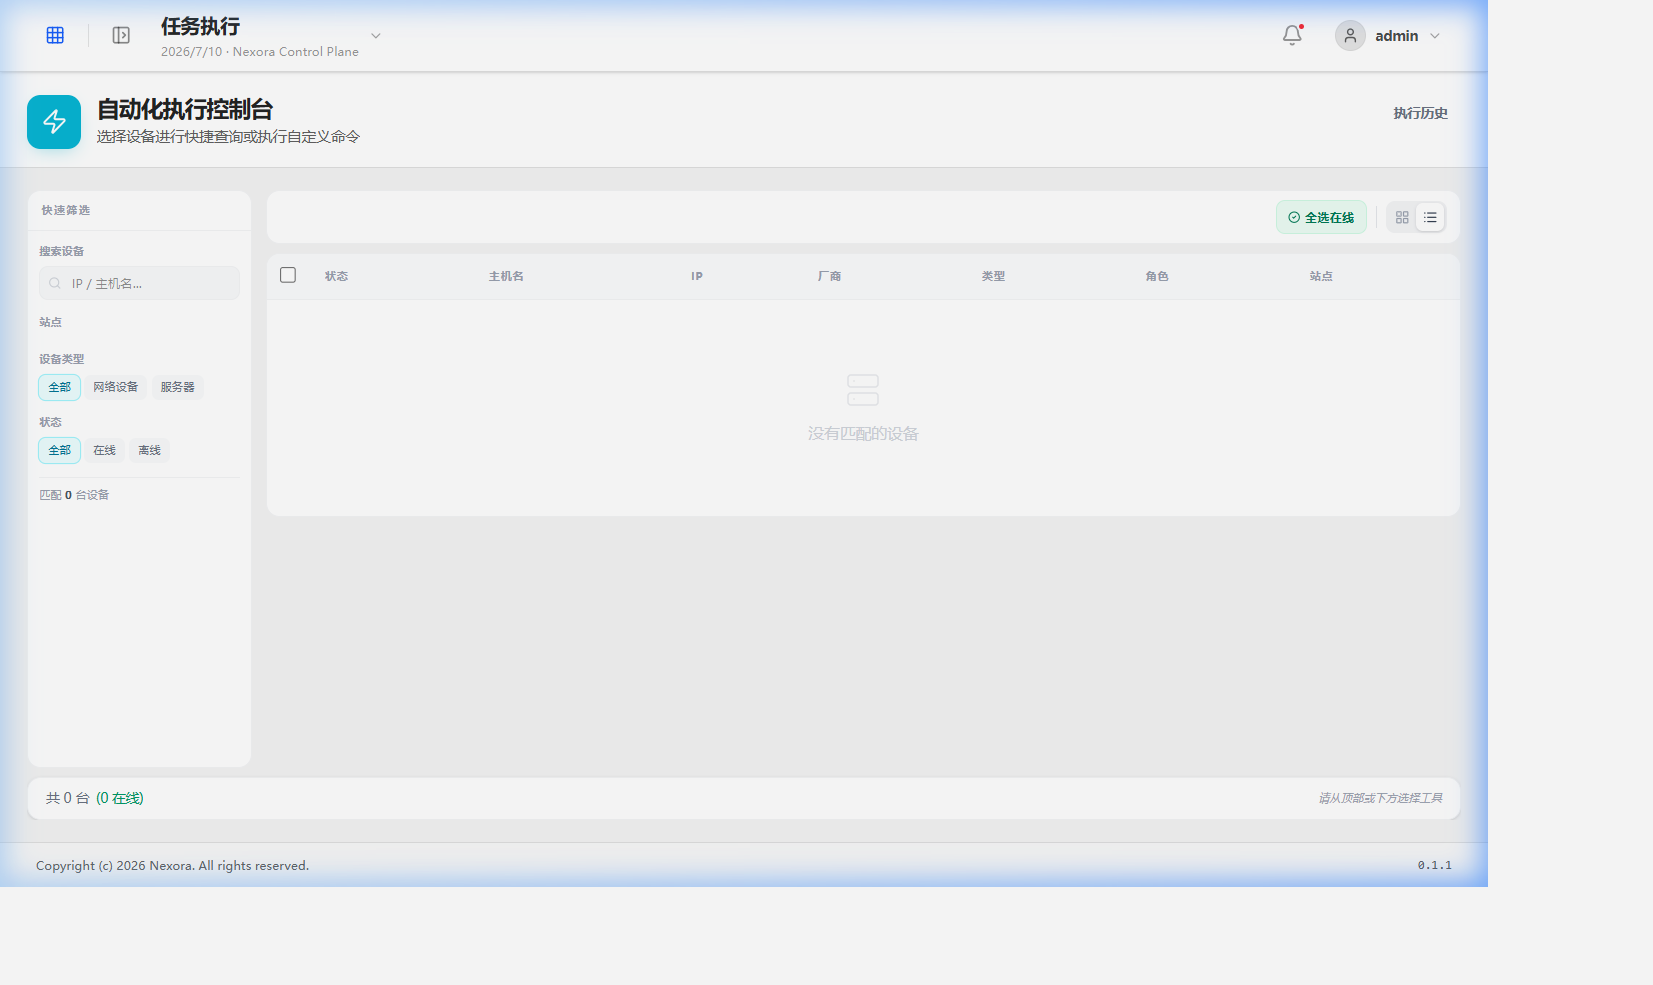 任务执行
2026/7/10 · Nexora Control Plane
admin
自动化执行控制台
选择设备进行快捷查询或执行自定义命令
执行历史
快速筛选
搜索设备
IP / 主机名...
站点
设备类型
全部 网络设备 服务器
状态
全部 在线 离线
匹配 0 台设备
全选在线
状态 主机名 IP 厂商 类型 角色 站点
没有匹配的设备
共 0 台 (0 在线)
请从顶部或下方选择工具
Copyright (c) 2026 Nexora. All rights reserved.
0.1.1